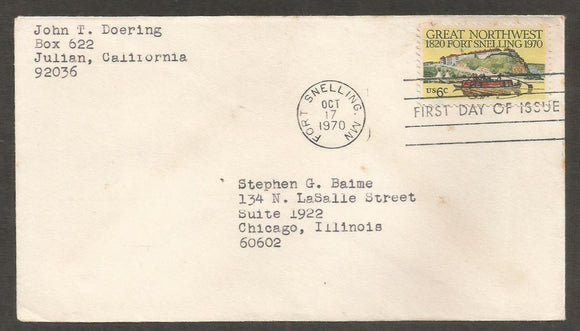 John T. Doering
Box 622
Julian, California
92036
GREAT NORTHWEST
1820 FORT SNELLING 1970
US 6c
FORT SNELLING, MN
OCT
17
1970
FIRST DAY OF ISSUE
Stephen G. Baime
134 N. LaSalle Street
Suite 1922
Chicago, Illinois
60602